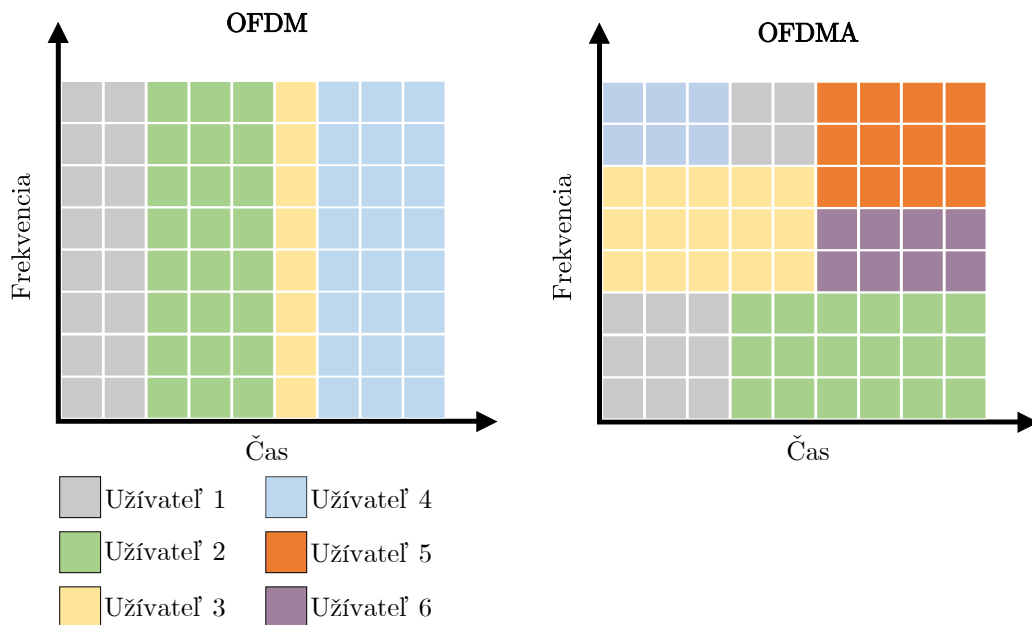 OFDM
OFDMA
Frekvencia
Frekvencia
Čas
Čas
Užívateľ 1
Užívateľ 4
Užívateľ 2
Užívateľ 5
Užívateľ 3
Užívateľ 6